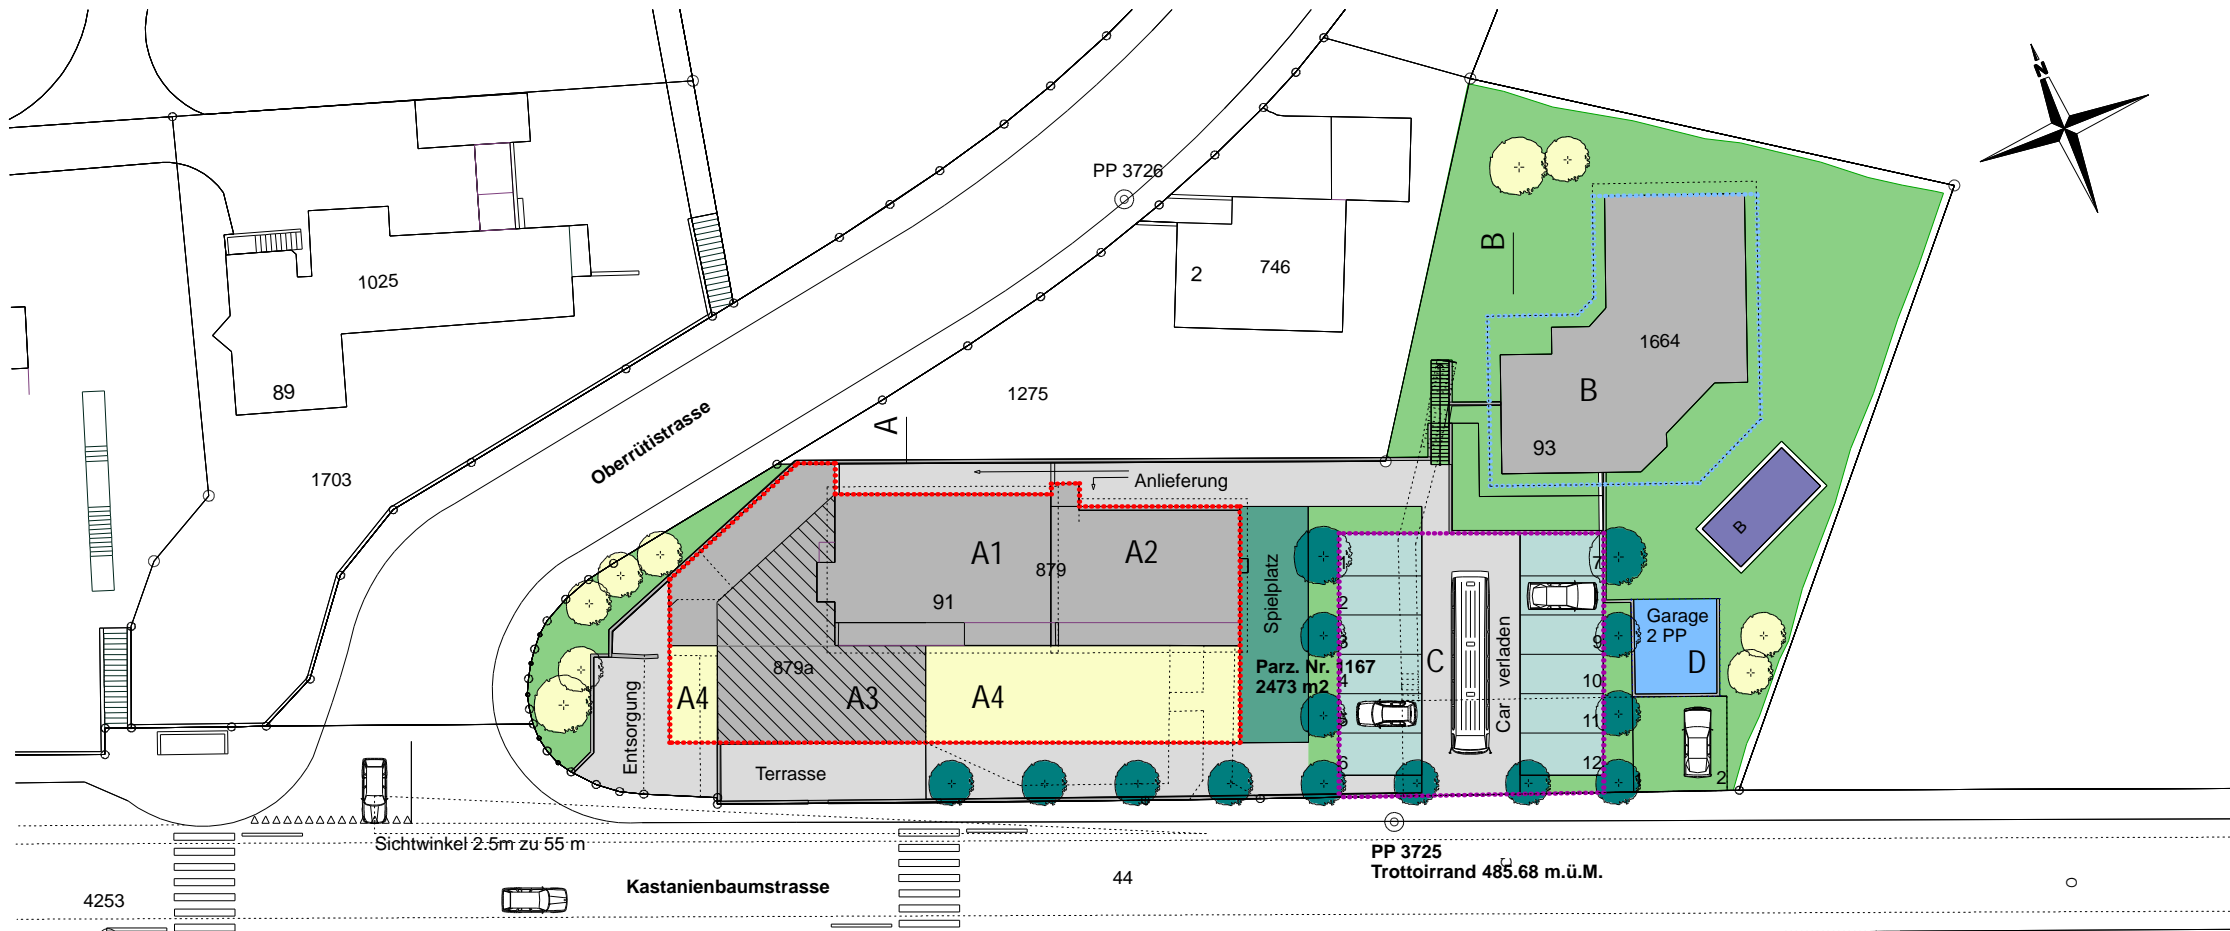 N
PP 3726
B
2
746
1025
1664
89
1275
B
A
93
Oberrütistrasse
1703
Anlieferung
B
A1
A2
879
91
Spielplatz
1
7
2
Garage
2 PP
3
9
879a
A4
A3
A4
Parz. Nr. 1167
2473 m2
C
Car verladen
D
4
10
5
11
Entsorgung
Terrasse
6
12
2
Sichtwinkel 2.5m zu 55 m
PP 3725
Trottoirrand 485.68 m.ü.M.
C
Kastanienbaumstrasse
44
4253